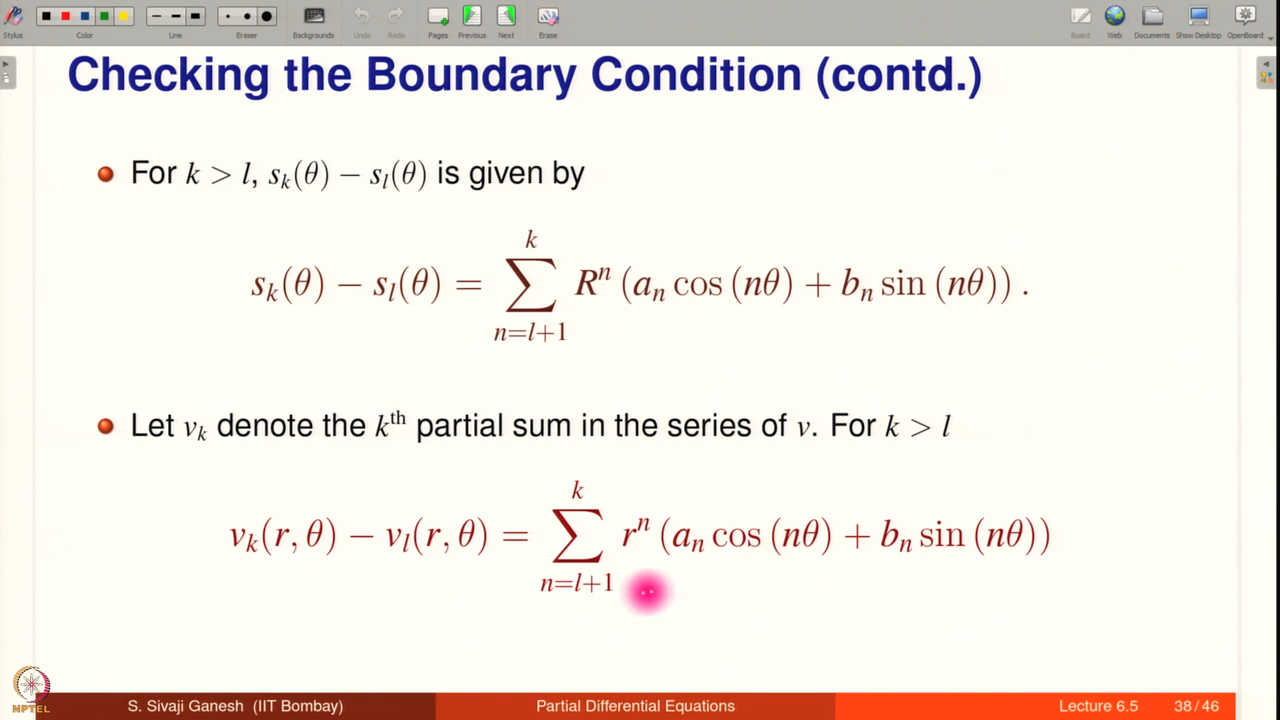 Stylus Color Line Eraser Backgrounds Undo Redo Pages Previous Next Erase Board Web Documents Show Desktop OpenBoard
Checking the Boundary Condition (contd.)
For k > l, s_k(θ) − s_l(θ) is given by
s_k(θ) − s_l(θ) = ∑_{n=l+1}^{k} R^n (a_n cos (nθ) + b_n sin (nθ)) .
Let v_k denote the k^th partial sum in the series of v. For k > l
v_k(r, θ) − v_l(r, θ) = ∑_{n=l+1}^{k} r^n (a_n cos (nθ) + b_n sin (nθ))
NPTEL
S. Sivaji Ganesh (IIT Bombay) Partial Differential Equations Lecture 6.5 38 / 46